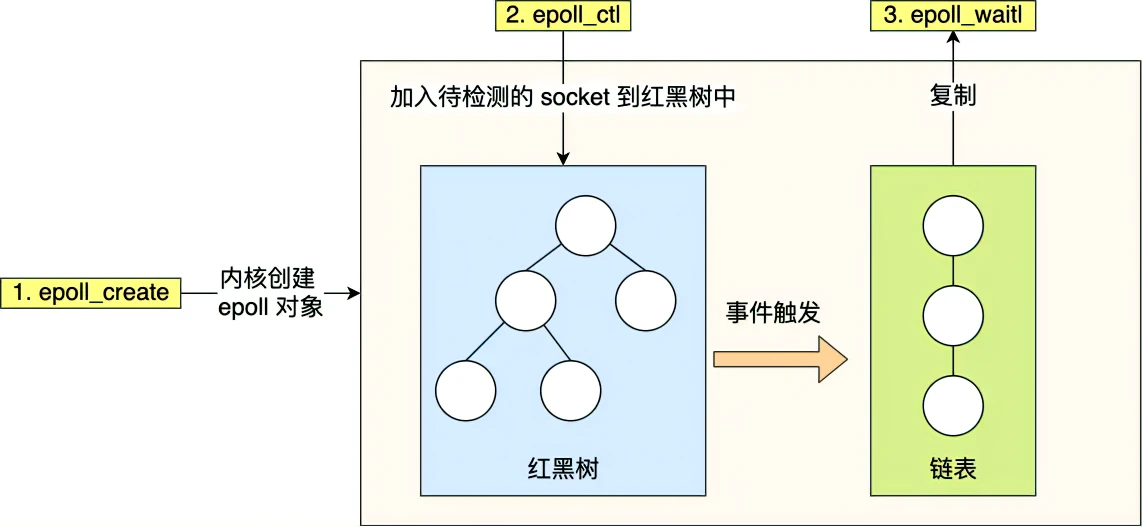 2. epoll_ctl
3. epoll_waitl
加入待检测的 socket 到红黑树中
复制
1. epoll_create
内核创建
epoll 对象
事件触发
红黑树
链表